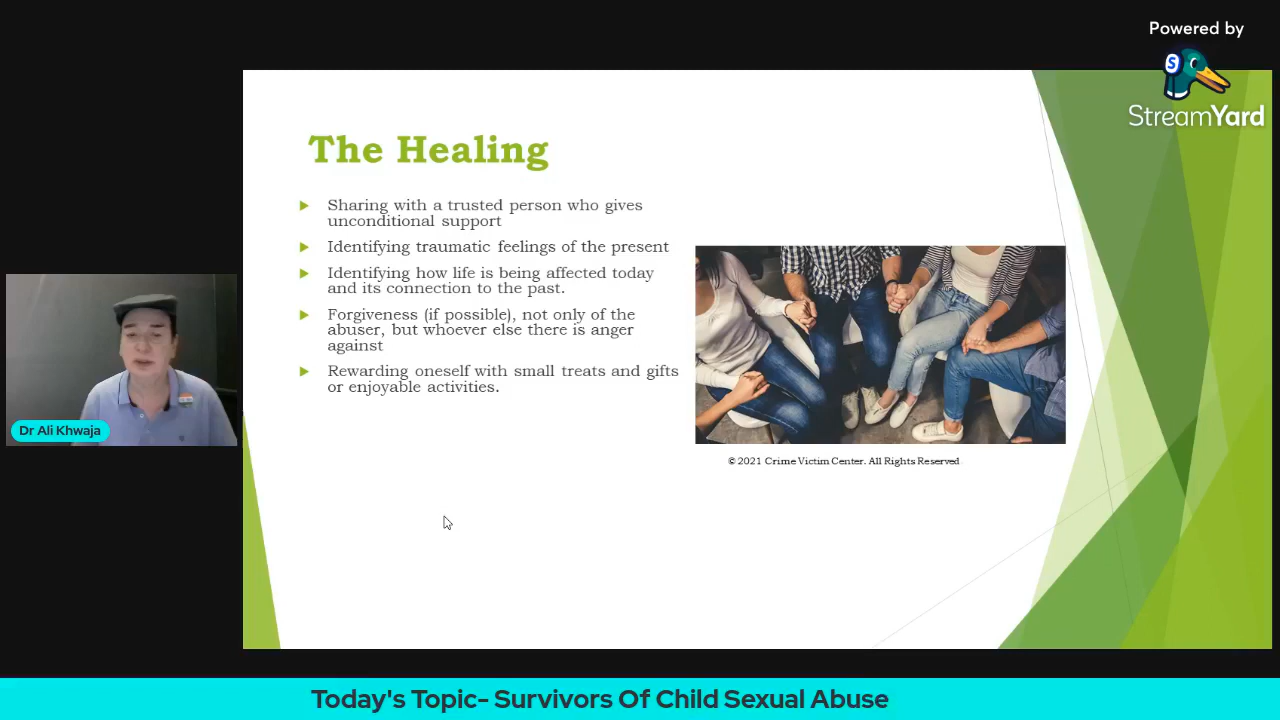 Powered by
S
StreamYard
The Healing
Sharing with a trusted person who gives
unconditional support
Identifying traumatic feelings of the present
Identifying how life is being affected today
and its connection to the past.
Forgiveness (if possible), not only of the
abuser, but whoever else there is anger
against
Rewarding oneself with small treats and gifts
or enjoyable activities.
© 2021 Crime Victim Center. All Rights Reserved
Dr Ali Khwaja
Today's Topic- Survivors Of Child Sexual Abuse